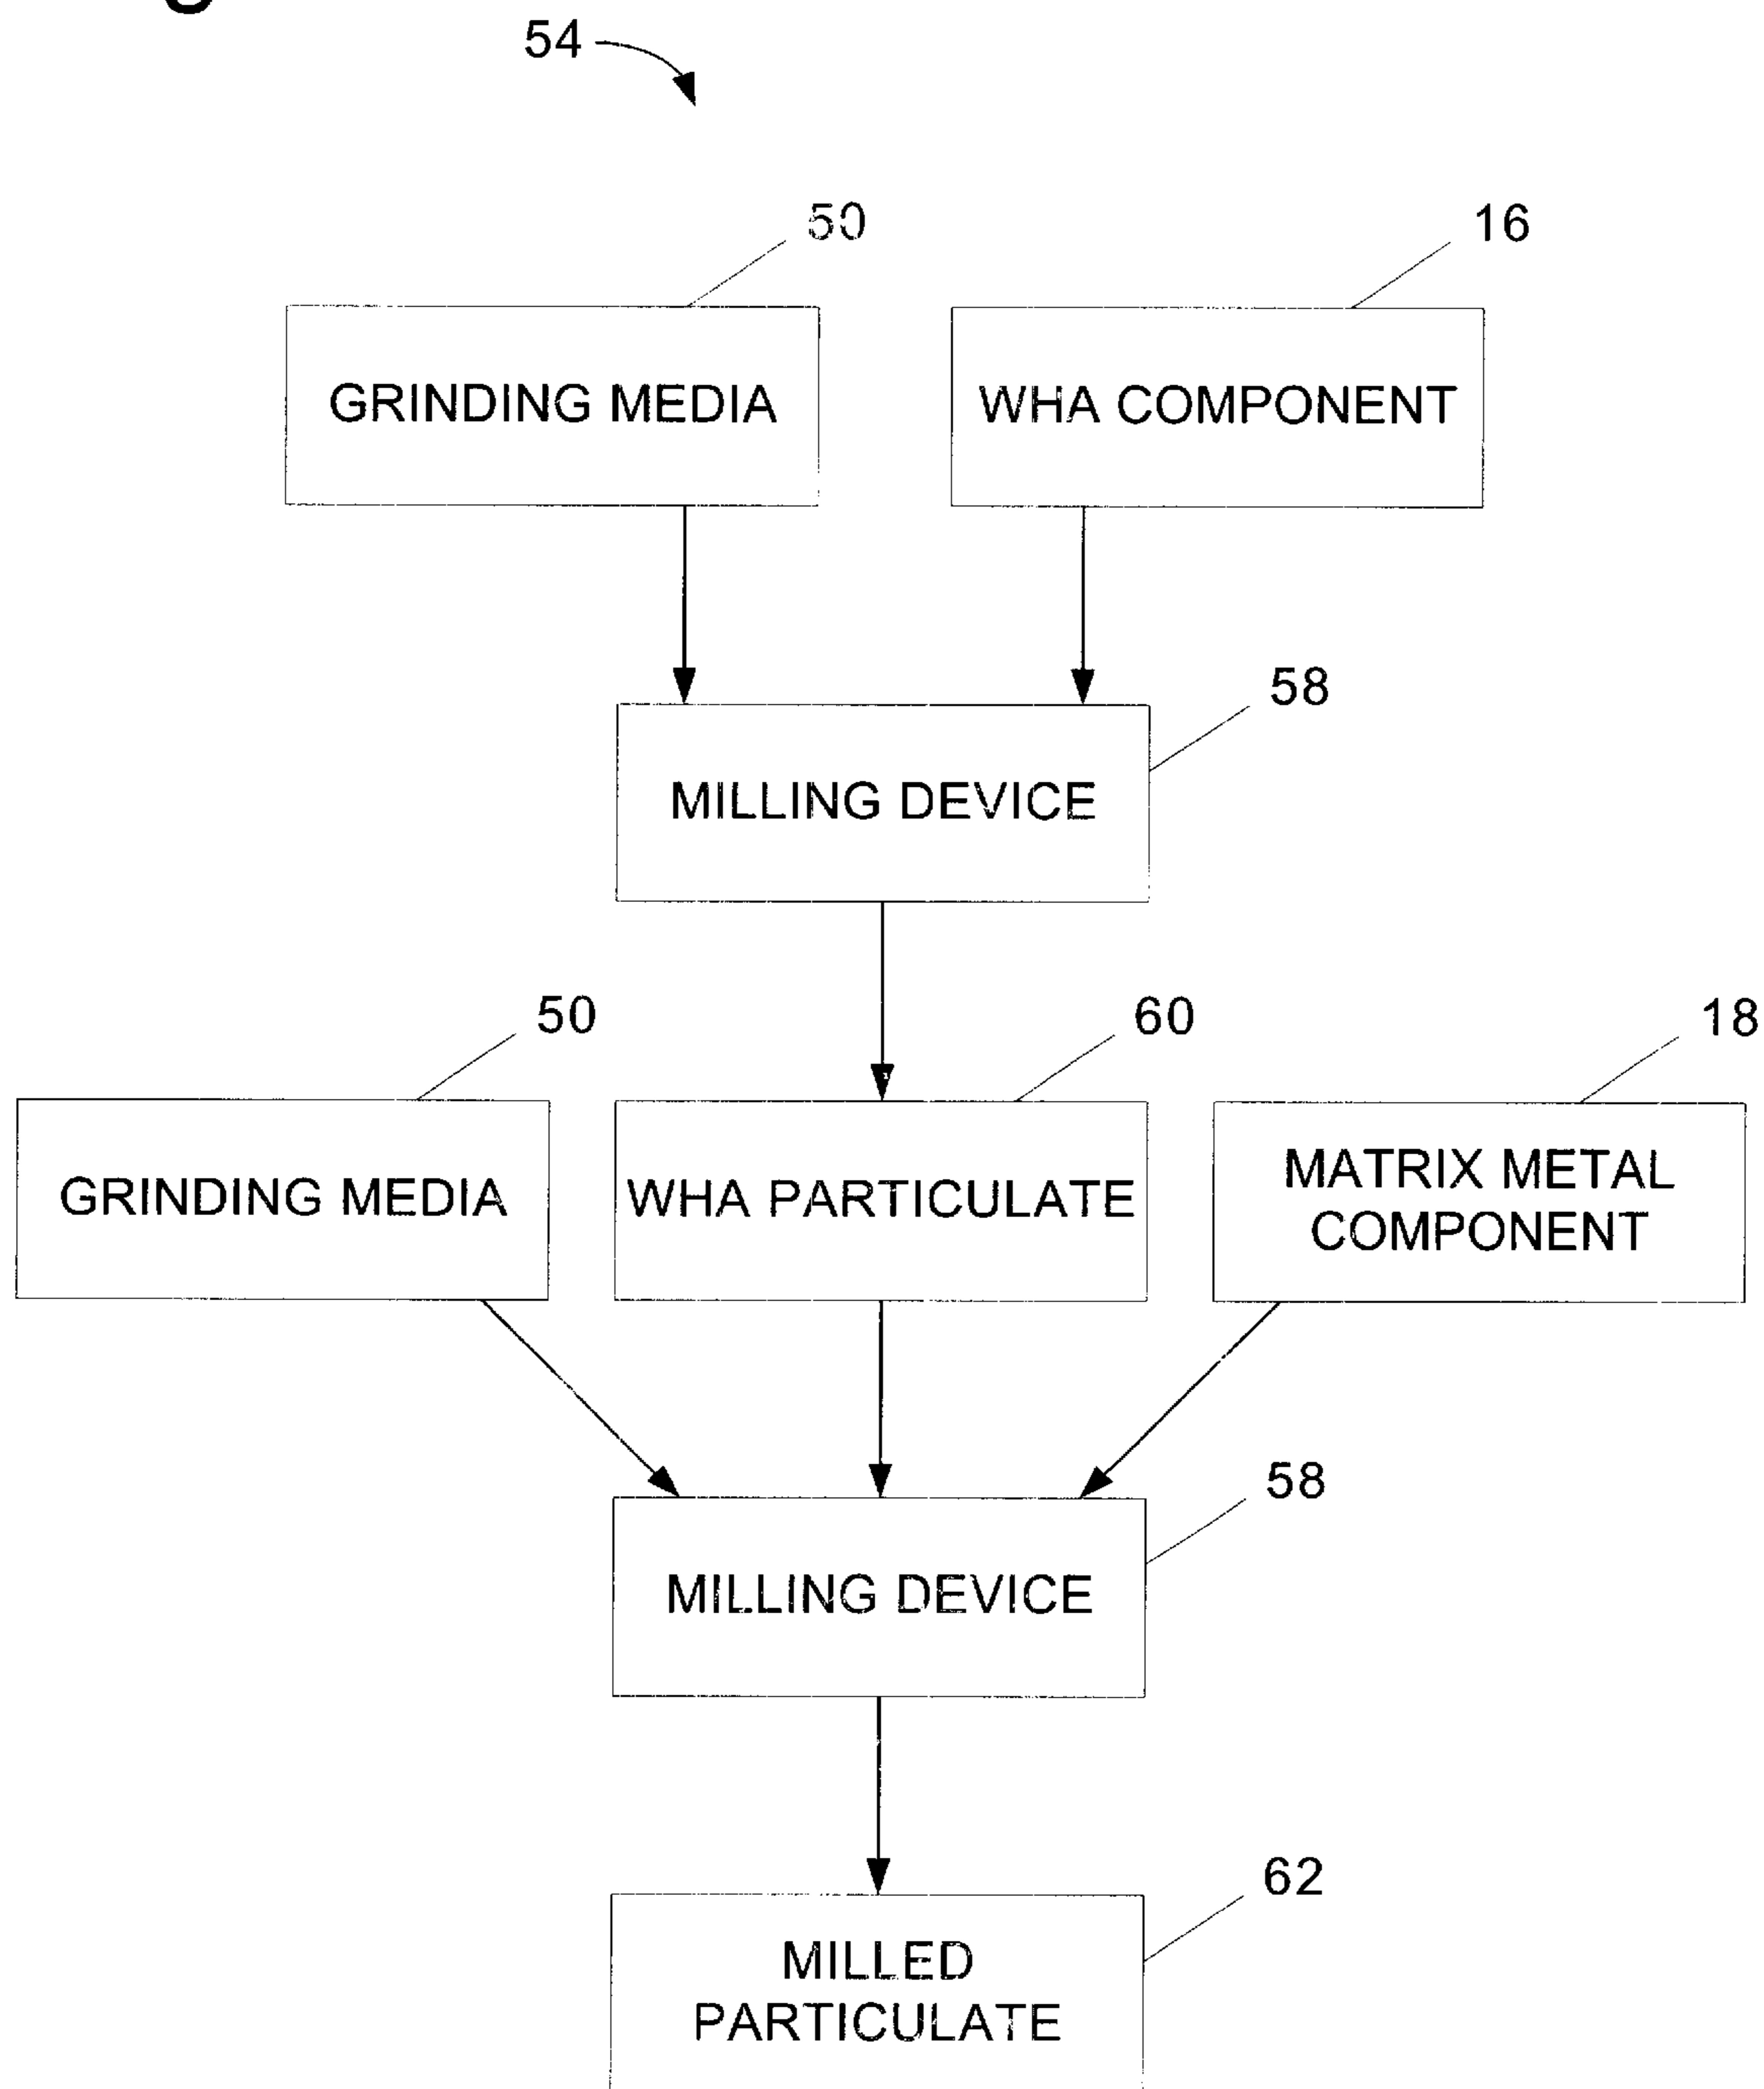 54
50
16
GRINDING MEDIA
WHA COMPONENT
58
MILLING DEVICE
50
60
18
GRINDING MEDIA
WHA PARTICULATE
MATRIX METAL
COMPONENT
58
MILLING DEVICE
62
MILLED
PARTICULATE